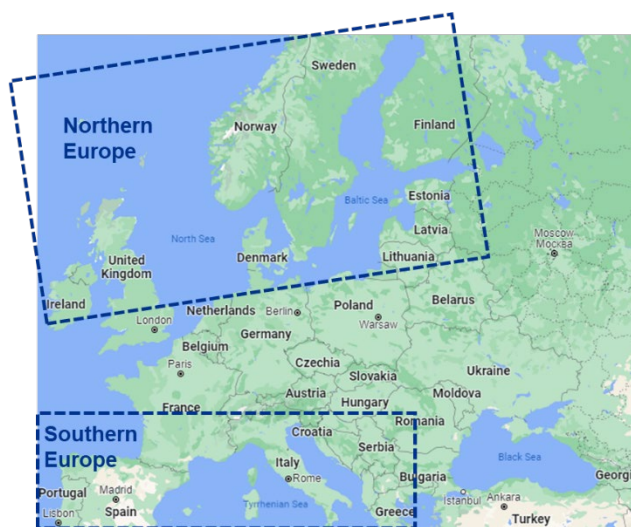 Sweden
Northern
Europe
Norway
Finland
Estonia
Baltic Sea
Latvia
North Sea
Moscow
Москва
United
Kingdom
Denmark
Lithuania
Ireland
Netherlands
Berlin
Poland
Belarus
London
Warsaw
Germany
Belgium
Paris
Czechia
Ukraine
Slovakia
Austria
Moldova
France
Hungary
Romania
Southern
Europe
Croatia
Serbia
Italy
Rome
Black Sea
Bulgaria
Georgi
Portugal
Madrid
Lisbon
Spain
Tyrrhenian Sea
Greece
Istanbul
Ankara
Turkey